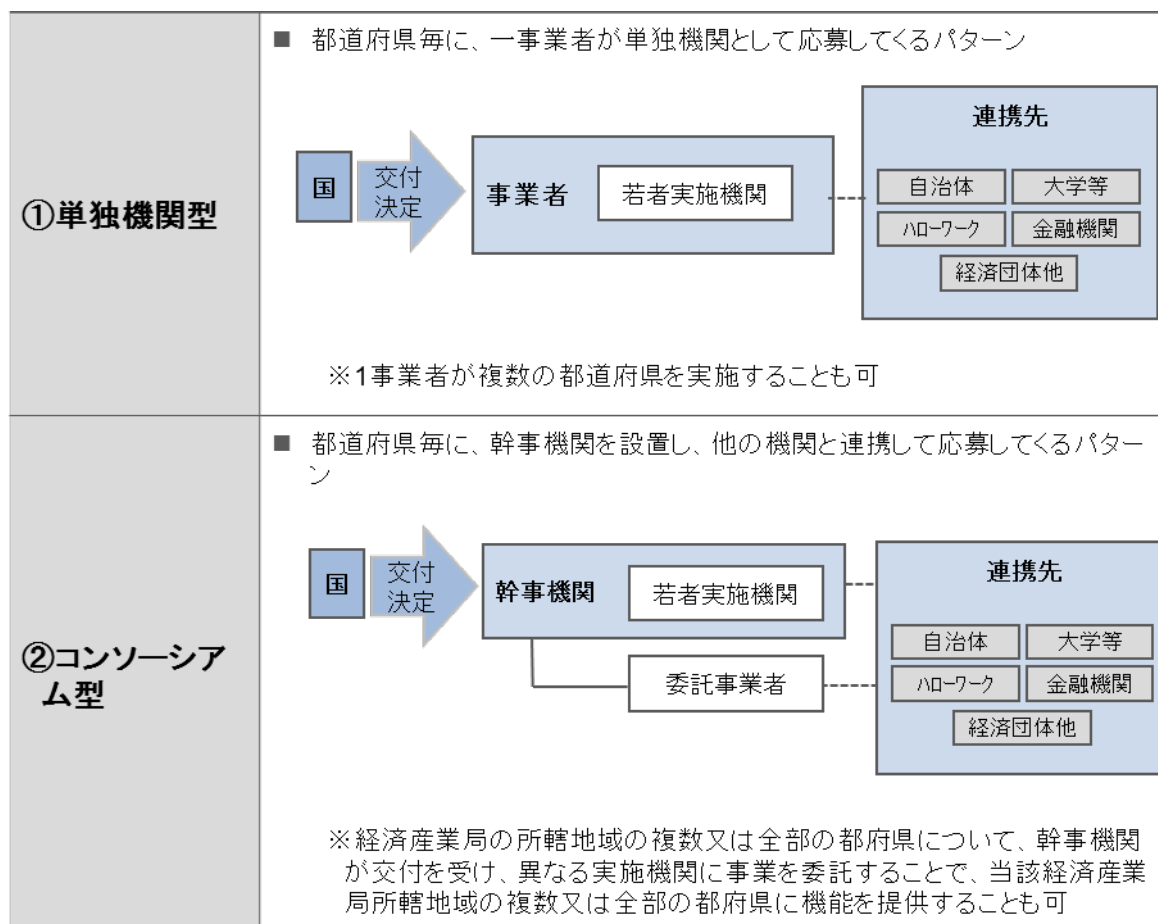 ①単独機関型
■ 都道府県毎に、一事業者が単独機関として応募してくるパターン
国
交付
決定
事業者
若者実施機関
連携先
自治体
大学等
ハローワーク
金融機関
経済団体他
※1事業者が複数の都道府県を実施することも可
②コンソーシア
ム型
■ 都道府県毎に、幹事機関を設置し、他の機関と連携して応募してくるパター
ン
国
交付
決定
幹事機関
若者実施機関
委託事業者
連携先
自治体
大学等
ハローワーク
金融機関
経済団体他
※経済産業局の所轄地域の複数又は全部の都府県について、幹事機関
が交付を受け、異なる実施機関に事業を委託することで、当該経済産業
局所轄地域の複数又は全部の都府県に機能を提供することも可